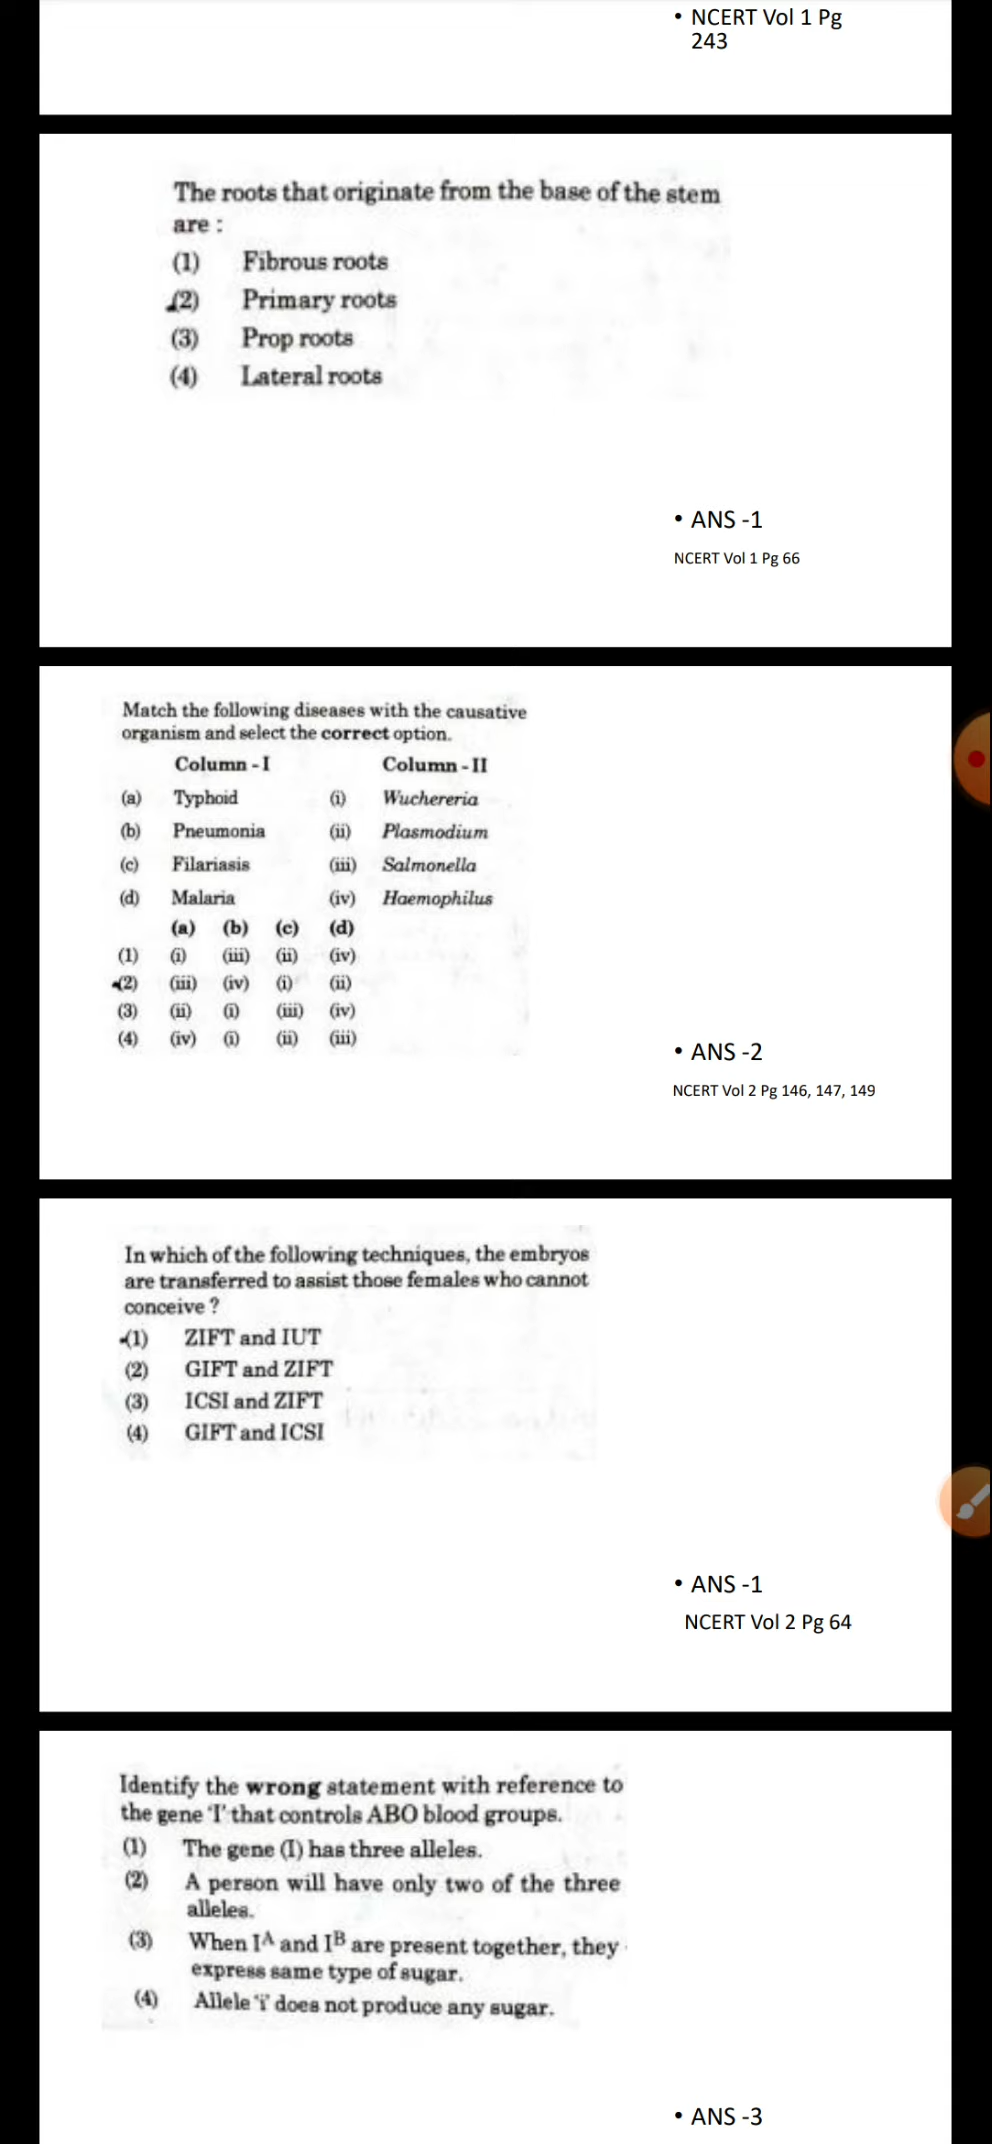 • NCERT Vol 1 Pg
243
The roots that originate from the base of the stem
are :
(1) Fibrous roots
(2) Primary roots
(3) Prop roots
(4) Lateral roots
• ANS -1
NCERT Vol 1 Pg 66
Match the following diseases with the causative
organism and select the correct option.
Column - I Column - II
(a) Typhoid (i) Wuchereria
(b) Pneumonia (ii) Plasmodium
(c) Filariasis (iii) Salmonella
(d) Malaria (iv) Haemophilus
(a) (b) (c) (d)
(1) (i) (iii) (ii) (iv)
(2) (iii) (iv) (i) (ii)
(3) (ii) (i) (iii) (iv)
(4) (iv) (i) (ii) (iii)
• ANS -2
NCERT Vol 2 Pg 146, 147, 149
In which of the following techniques, the embryos
are transferred to assist those females who cannot
conceive ?
(1) ZIFT and IUT
(2) GIFT and ZIFT
(3) ICSI and ZIFT
(4) GIFT and ICSI
• ANS -1
NCERT Vol 2 Pg 64
Identify the wrong statement with reference to
the gene 'I' that controls ABO blood groups.
(1) The gene (I) has three alleles.
(2) A person will have only two of the three
alleles.
(3) When Iᴬ and Iᴮ are present together, they
express same type of sugar.
(4) Allele 'i' does not produce any sugar.
• ANS -3